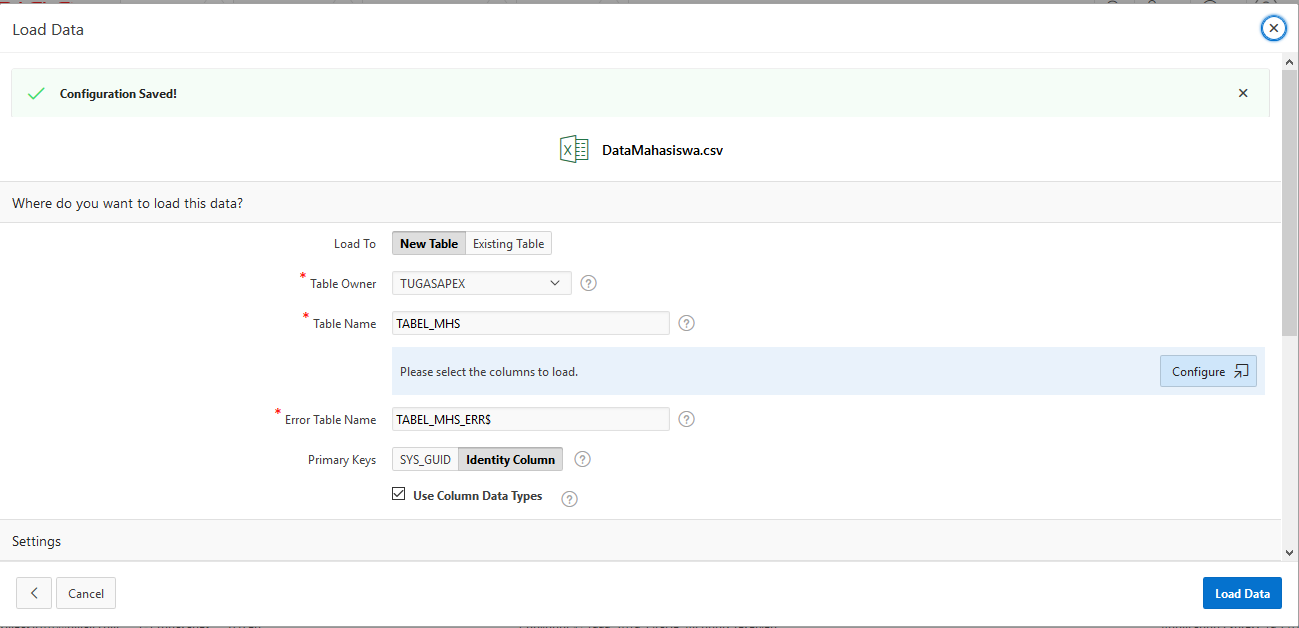 Load Data
Configuration Saved!
DataMahasiswa.csv
Where do you want to load this data?
Load To New Table Existing Table
* Table Owner TUGASAPEX
* Table Name TABEL_MHS
Please select the columns to load. Configure
* Error Table Name TABEL_MHS_ERR$
Primary Keys SYS_GUID Identity Column
Use Column Data Types
Settings
Cancel Load Data